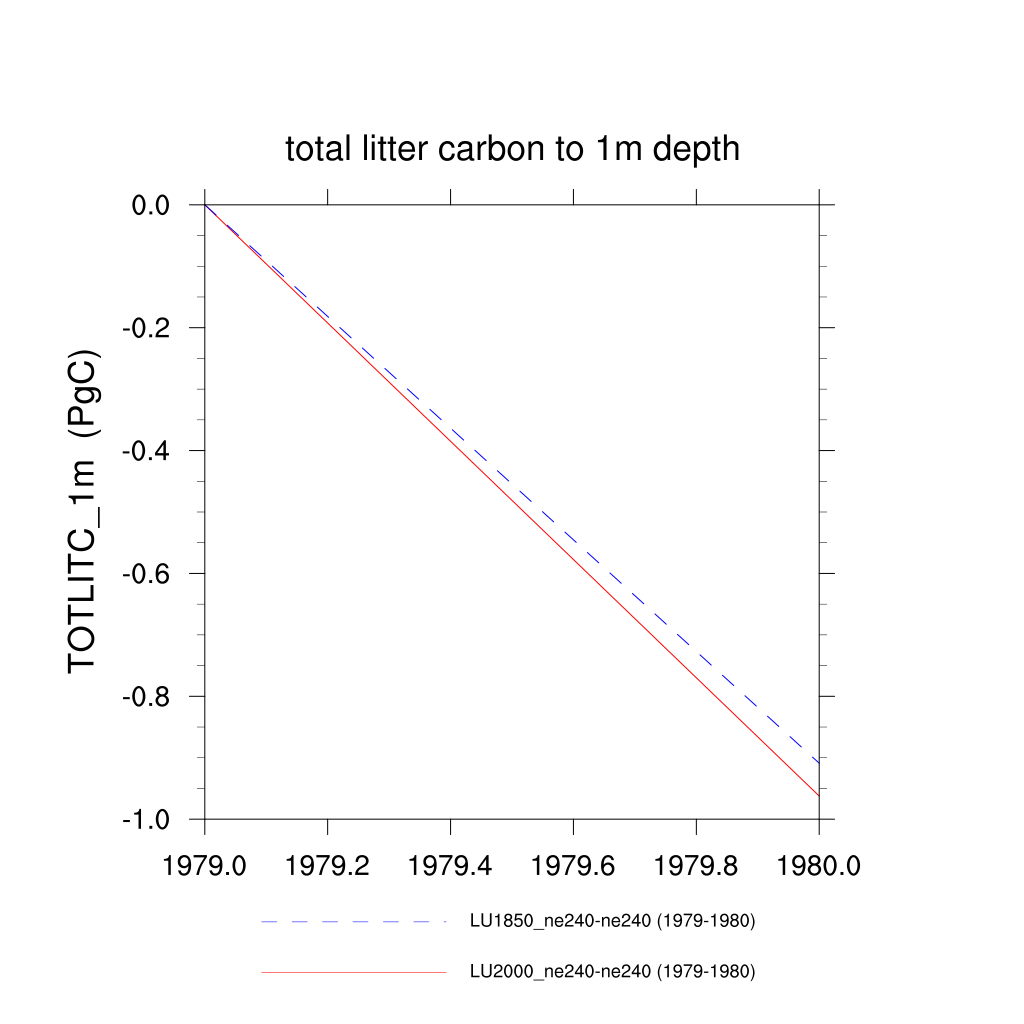 total litter carbon to 1m depth
TOTLITC_1m (PgC)
0.0
-0.2
-0.4
-0.6
-0.8
-1.0
1979.0 1979.2 1979.4 1979.6 1979.8 1980.0
LU1850_ne240-ne240 (1979-1980)
LU2000_ne240-ne240 (1979-1980)